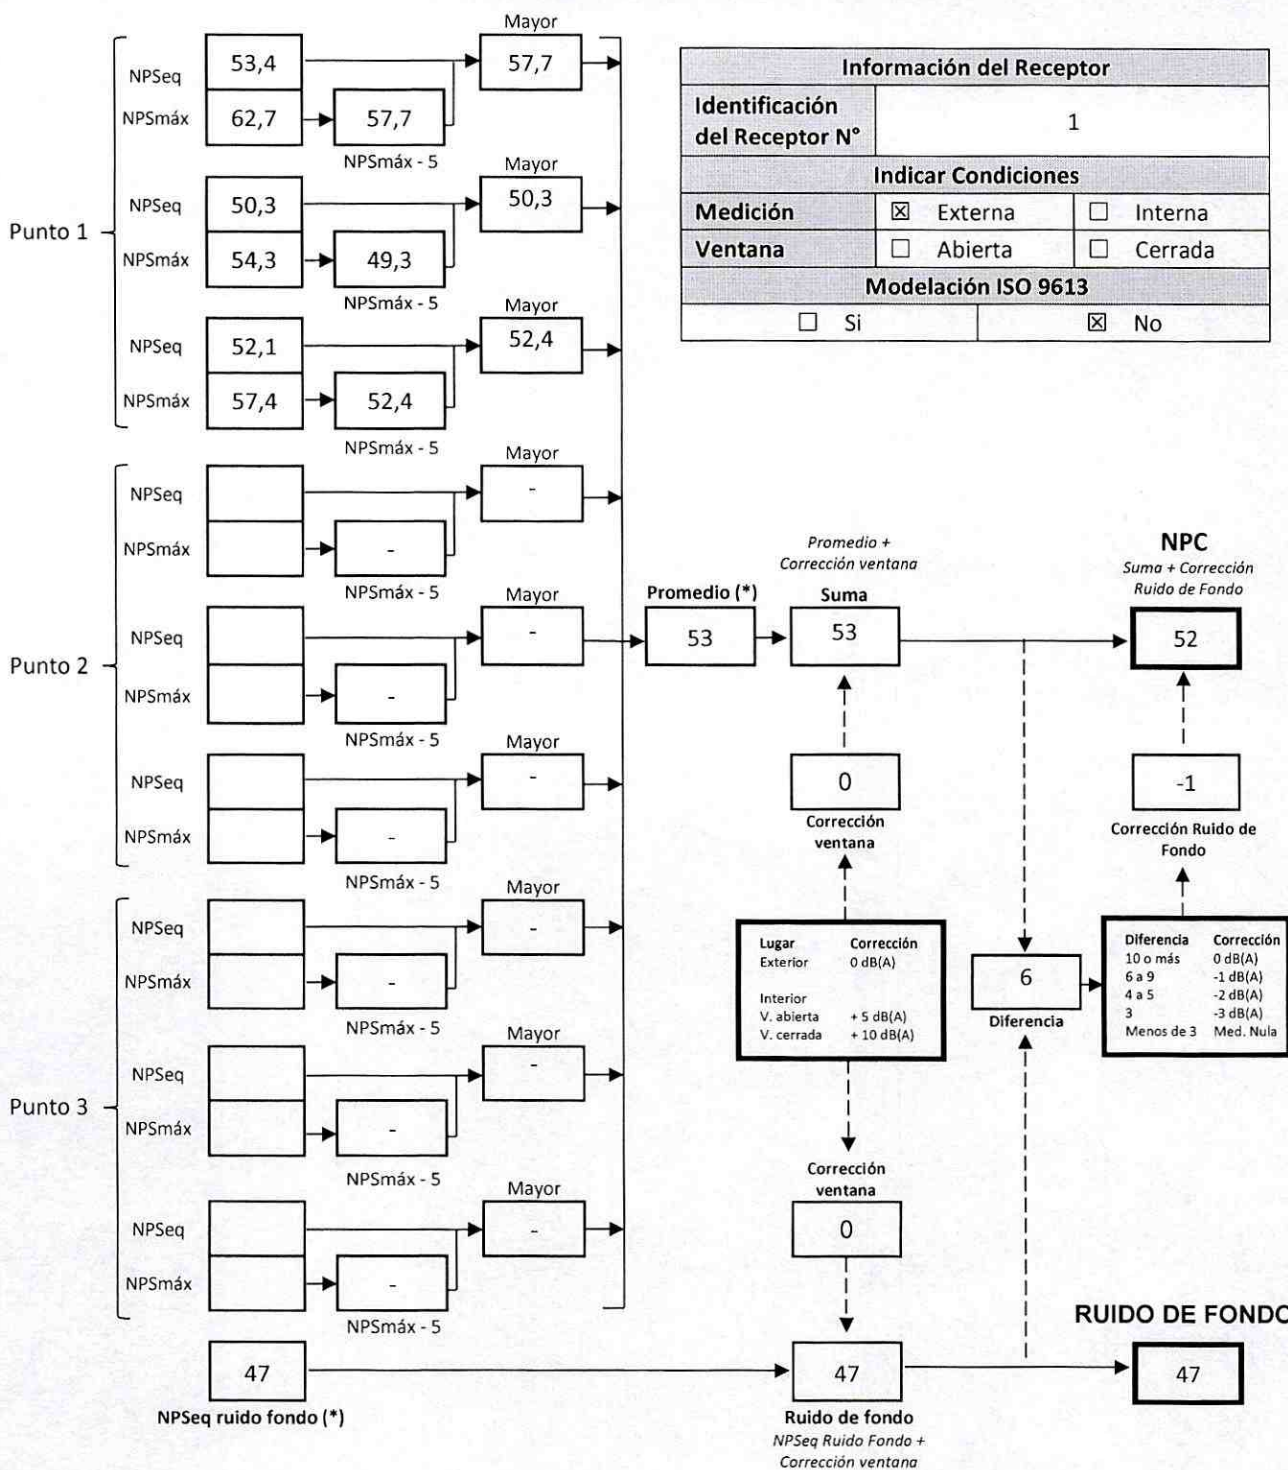 Mayor
NPSeq 53,4 57,7
NPSmáx 62,7 57,7
NPSmáx - 5
Mayor
NPSeq 50,3 50,3
Punto 1
NPSmáx 54,3 49,3
NPSmáx - 5
Mayor
NPSeq 52,1 52,4
NPSmáx 57,4 52,4
NPSmáx - 5
Información del Receptor
Identificación
del Receptor N° 1
Indicar Condiciones
Medición ☒ Externa ☐ Interna
Ventana ☐ Abierta ☐ Cerrada
Modelación ISO 9613
☐ Si ☒ No
Mayor
NPSeq -
NPSmáx -
NPSmáx - 5
Mayor
NPSeq -
Punto 2
NPSmáx -
NPSmáx - 5
Mayor
NPSeq -
NPSmáx -
NPSmáx - 5
Mayor
NPSeq -
NPSmáx -
NPSmáx - 5
Mayor
NPSeq -
Punto 3
NPSmáx -
NPSmáx - 5
Mayor
NPSeq -
NPSmáx -
NPSmáx - 5
47
NPSeq ruido fondo (*)
Promedio (*)
53
Promedio +
Corrección ventana
Suma
53
0
Corrección
ventana
Lugar Corrección
Exterior 0 dB(A)
Interior
V. abierta + 5 dB(A)
V. cerrada + 10 dB(A)
Corrección
ventana
0
47
Ruido de fondo
NPSeq Ruido Fondo +
Corrección ventana
6
Diferencia
NPC
Suma + Corrección
Ruido de Fondo
52
-1
Corrección Ruido de
Fondo
Diferencia Corrección
10 o más 0 dB(A)
6 a 9 -1 dB(A)
4 a 5 -2 dB(A)
3 -3 dB(A)
Menos de 3 Med. Nula
RUIDO DE FONDO
47